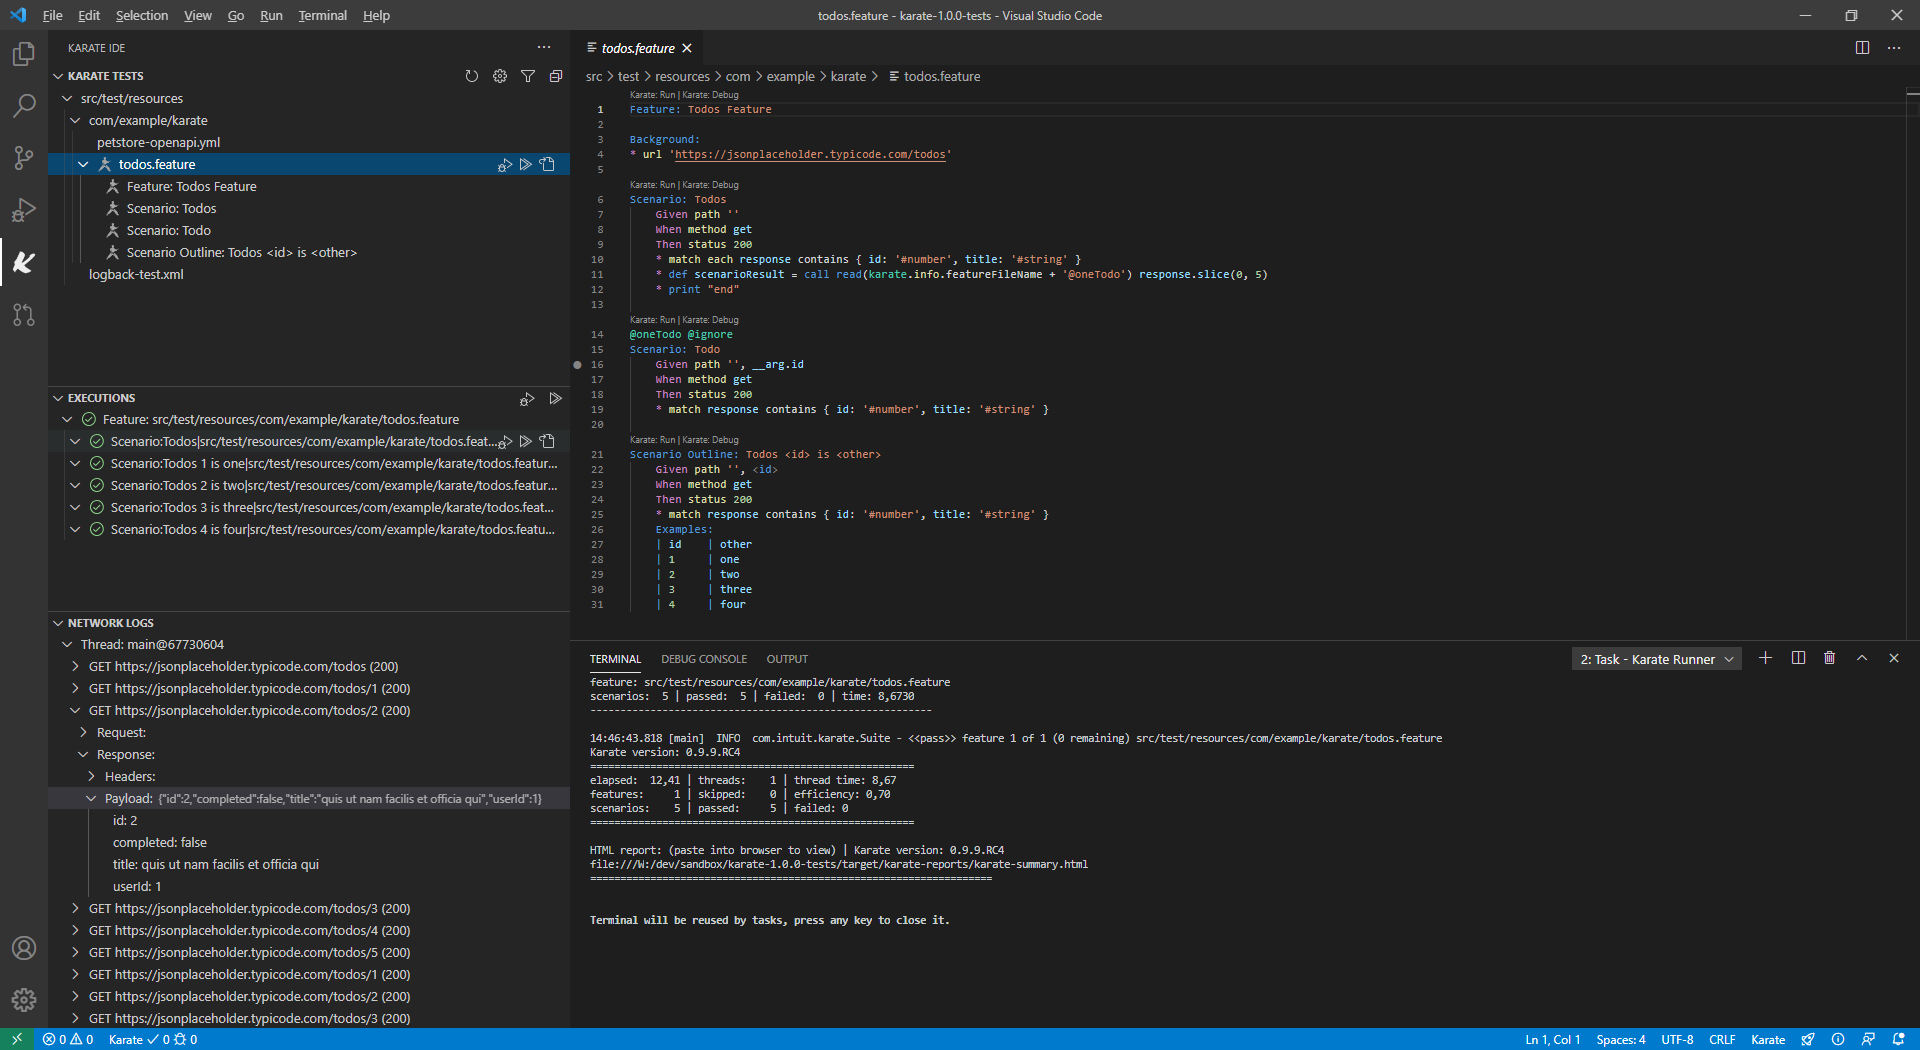 File Edit Selection View Go Run Terminal Help
todos.feature - karate-1.0.0-tests - Visual Studio Code
KARATE IDE
KARATE TESTS
src/test/resources
com/example/karate
petstore-openapi.yml
todos.feature
Feature: Todos Feature
Scenario: Todos
Scenario: Todo
Scenario Outline: Todos <id> is <other>
logback-test.xml
EXECUTIONS
Feature: src/test/resources/com/example/karate/todos.feature
Scenario:Todos|src/test/resources/com/example/karate/todos.feat...
Scenario:Todos 1 is one|src/test/resources/com/example/karate/todos.featur...
Scenario:Todos 2 is two|src/test/resources/com/example/karate/todos.featur...
Scenario:Todos 3 is three|src/test/resources/com/example/karate/todos.feat...
Scenario:Todos 4 is four|src/test/resources/com/example/karate/todos.featu...
NETWORK LOGS
Thread: main@67730604
GET https://jsonplaceholder.typicode.com/todos (200)
GET https://jsonplaceholder.typicode.com/todos/1 (200)
GET https://jsonplaceholder.typicode.com/todos/2 (200)
Request:
Response:
Headers:
Payload: {"id":2,"completed":false,"title":"quis ut nam facilis et officia qui","userId":1}
id: 2
completed: false
title: quis ut nam facilis et officia qui
userId: 1
GET https://jsonplaceholder.typicode.com/todos/3 (200)
GET https://jsonplaceholder.typicode.com/todos/4 (200)
GET https://jsonplaceholder.typicode.com/todos/5 (200)
GET https://jsonplaceholder.typicode.com/todos/1 (200)
GET https://jsonplaceholder.typicode.com/todos/2 (200)
GET https://jsonplaceholder.typicode.com/todos/3 (200)
todos.feature
src > test > resources > com > example > karate > todos.feature
Karate: Run | Karate: Debug
1 Feature: Todos Feature
2
3 Background:
4 * url 'https://jsonplaceholder.typicode.com/todos'
5
Karate: Run | Karate: Debug
6 Scenario: Todos
7 Given path ''
8 When method get
9 Then status 200
10 * match each response contains { id: '#number', title: '#string' }
11 * def scenarioResult = call read(karate.info.featureFileName + '@oneTodo') response.slice(0, 5)
12 * print "end"
13
Karate: Run | Karate: Debug
14 @oneTodo @ignore
15 Scenario: Todo
16 Given path '', __arg.id
17 When method get
18 Then status 200
19 * match response contains { id: '#number', title: '#string' }
20
Karate: Run | Karate: Debug
21 Scenario Outline: Todos <id> is <other>
22 Given path '', <id>
23 When method get
24 Then status 200
25 * match response contains { id: '#number', title: '#string' }
26 Examples:
27 | id | other
28 | 1 | one
29 | 2 | two
30 | 3 | three
31 | 4 | four
TERMINAL DEBUG CONSOLE OUTPUT
2: Task - Karate Runner
feature: src/test/resources/com/example/karate/todos.feature
scenarios: 5 | passed: 5 | failed: 0 | time: 8,6730
---------------------------------------------------------
14:46:43.818 [main] INFO com.intuit.karate.Suite - <<pass>> feature 1 of 1 (0 remaining) src/test/resources/com/example/karate/todos.feature
Karate version: 0.9.9.RC4
======================================================
elapsed: 12,41 | threads: 1 | thread time: 8,67
features: 1 | skipped: 0 | efficiency: 0,70
scenarios: 5 | passed: 5 | failed: 0
======================================================
HTML report: (paste into browser to view) | Karate version: 0.9.9.RC4
file:///W:/dev/sandbox/karate-1.0.0-tests/target/karate-reports/karate-summary.html
===================================================================
Terminal will be reused by tasks, press any key to close it.
0 0 Karate 0 0
Ln 1, Col 1 Spaces: 4 UTF-8 CRLF Karate